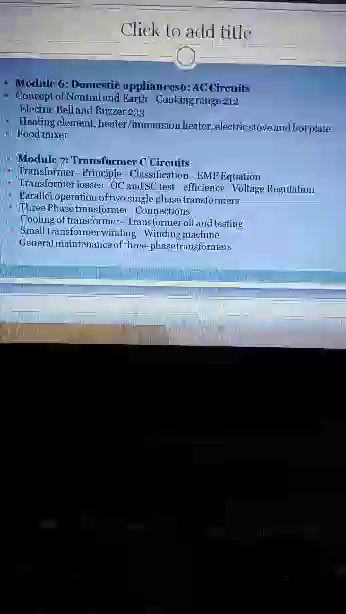 Click to add title
Module 6: Domestic appliances6: AC Circuits
Concept of Neutral and Earth - Cooking range 212
Electric Bell and Buzzer 233
Heating element, heater/immersion heater, electric stove and hot plate
Food mixer
Module 7: Transformer C Circuits
Transformer - Principle - Classification - EMF Equation
Transformer losses - OC and SC test - efficiency - Voltage Regulation
Parallel operation of two single phase transformers
Three Phase transformer - Connections
Cooling of transformer - Transformer oil and testing
Small transformer winding - Winding machine
General maintenance of three-phase transformers